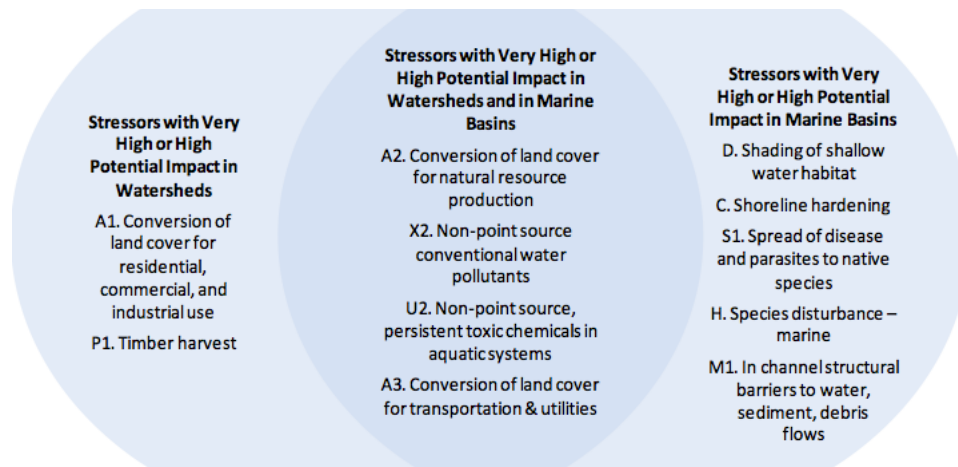 Stressors with Very
High or High
Potential Impact in
Watersheds
A1. Conversion of
land cover for
residential,
commercial, and
industrial use
P1. Timber harvest
Stressors with Very High or
High Potential Impact in
Watersheds and in Marine
Basins
A2. Conversion of land cover
for natural resource
production
X2. Non-point source
conventional water
pollutants
U2. Non-point source,
persistent toxic chemicals in
aquatic systems
A3. Conversion of land cover
for transportation & utilities
Stressors with Very
High or High Potential
Impact in Marine Basins
D. Shading of shallow
water habitat
C. Shoreline hardening
S1. Spread of disease
and parasites to native
species
H. Species disturbance –
marine
M1. In channel structural
barriers to water,
sediment, debris
flows